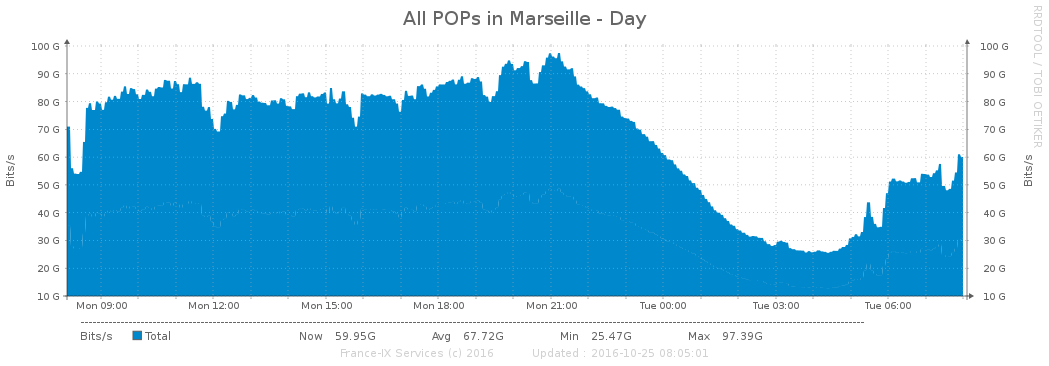 All POPs in Marseille - Day
RRDTOOL / TOBI OETIKER
100 G 100 G
90 G 90 G
80 G 80 G
70 G 70 G
60 G 60 G
50 G 50 G
40 G 40 G
30 G 30 G
20 G 20 G
10 G 10 G
Bits/s
Bits/s
Mon 09:00 Mon 12:00 Mon 15:00 Mon 18:00 Mon 21:00 Tue 00:00 Tue 03:00 Tue 06:00
Bits/s Total Now 59.95G Avg 67.72G Min 25.47G Max 97.39G
France-IX Services (c) 2016 Updated : 2016-10-25 08:05:01